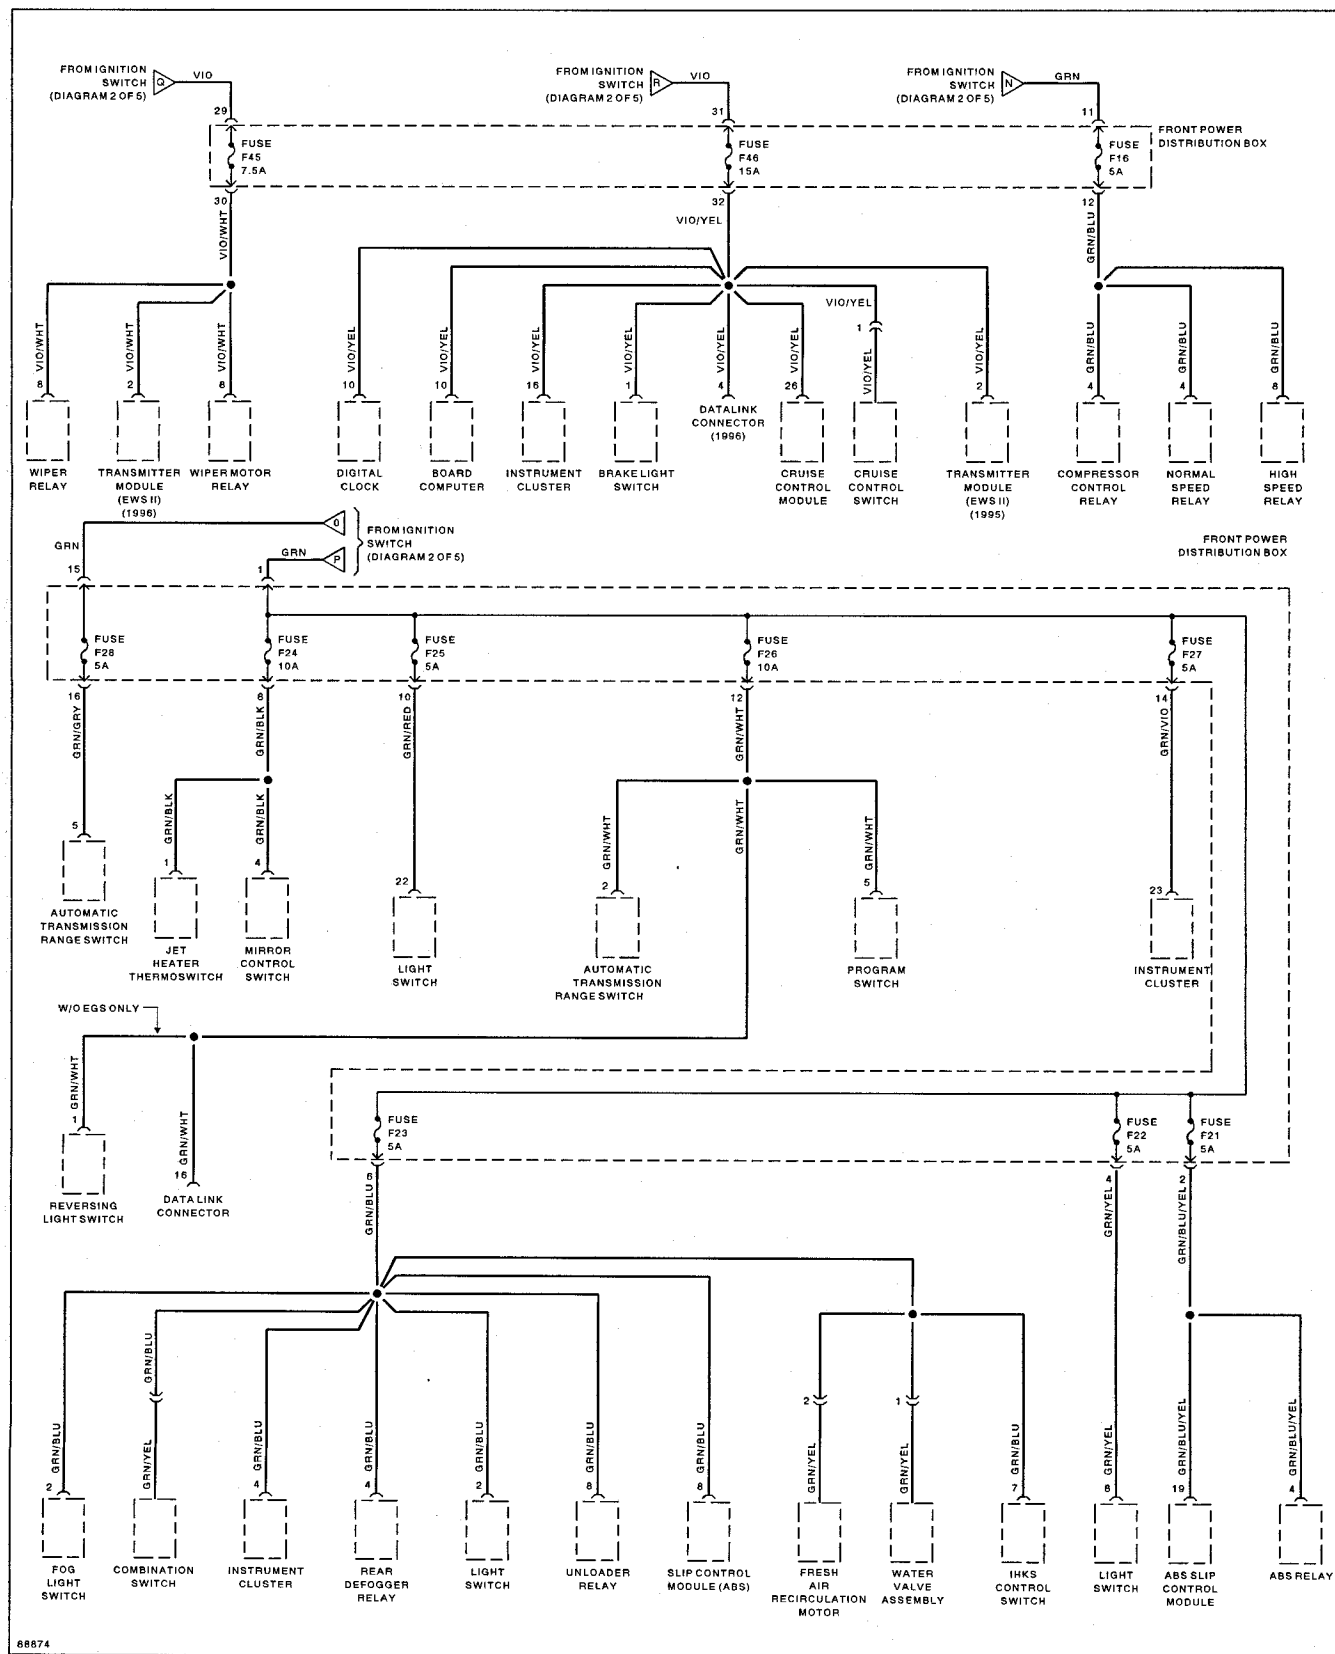 FROM IGNITION
SWITCH
(DIAGRAM 2 OF 5)
Q
VIO
29
FROM IGNITION
SWITCH
(DIAGRAM 2 OF 5)
R
VIO
31
FROM IGNITION
SWITCH
(DIAGRAM 2 OF 5)
N
GRN
11
FRONT POWER
DISTRIBUTION BOX
FUSE
F45
7.5A
FUSE
F46
15A
FUSE
F16
5A
30
VIO/WHT
32
VIO/YEL
12
GRN/BLU
VIO/WHT
VIO/WHT
VIO/WHT
VIO/YEL
VIO/YEL
VIO/YEL
VIO/YEL
VIO/YEL
VIO/YEL
VIO/YEL
1
VIO/YEL
VIO/YEL
GRN/BLU
GRN/BLU
GRN/BLU
8
2
8
10
10
16
1
4
26
2
4
4
8
WIPER
RELAY
TRANSMITTER
MODULE
(EWS II)
(1996)
WIPER MOTOR
RELAY
DIGITAL
CLOCK
BOARD
COMPUTER
INSTRUMENT
CLUSTER
BRAKE LIGHT
SWITCH
DATA LINK
CONNECTOR
(1996)
CRUISE
CONTROL
MODULE
CRUISE
CONTROL
SWITCH
TRANSMITTER
MODULE
(EWS II)
(1995)
COMPRESSOR
CONTROL
RELAY
NORMAL
SPEED
RELAY
HIGH
SPEED
RELAY
O
FROM IGNITION
SWITCH
(DIAGRAM 2 OF 5)
P
GRN
15
GRN
1
FRONT POWER
DISTRIBUTION BOX
FUSE
F28
5A
FUSE
F24
10A
FUSE
F25
5A
FUSE
F26
10A
FUSE
F27
5A
16
GRN/GRY
8
GRN/BLK
10
GRN/RED
12
GRN/WHT
14
GRN/VIO
GRN/BLK
GRN/BLK
GRN/WHT
GRN/WHT
GRN/WHT
5
1
4
22
2
5
23
AUTOMATIC
TRANSMISSION
RANGE SWITCH
JET
HEATER
THERMOSWITCH
MIRROR
CONTROL
SWITCH
LIGHT
SWITCH
AUTOMATIC
TRANSMISSION
RANGE SWITCH
PROGRAM
SWITCH
INSTRUMENT
CLUSTER
W/O EGS ONLY
GRN/WHT
1
GRN/WHT
16
REVERSING
LIGHT SWITCH
DATA LINK
CONNECTOR
FUSE
F23
5A
FUSE
F22
5A
FUSE
F21
5A
6
GRN/BLU
4
GRN/YEL
2
GRN/BLU/YEL
GRN/BLU
2
1
GRN/BLU
GRN/YEL
GRN/BLU
GRN/BLU
GRN/BLU
GRN/BLU
GRN/BLU
GRN/YEL
GRN/YEL
GRN/BLU
GRN/YEL
GRN/BLU/YEL
GRN/BLU/YEL
2
4
4
2
8
8
7
6
19
4
FOG
LIGHT
SWITCH
COMBINATION
SWITCH
INSTRUMENT
CLUSTER
REAR
DEFOGGER
RELAY
LIGHT
SWITCH
UNLOADER
RELAY
SLIP CONTROL
MODULE (ABS)
FRESH
AIR
RECIRCULATION
MOTOR
WATER
VALVE
ASSEMBLY
IHKS
CONTROL
SWITCH
LIGHT
SWITCH
ABS SLIP
CONTROL
MODULE
ABS RELAY
88874